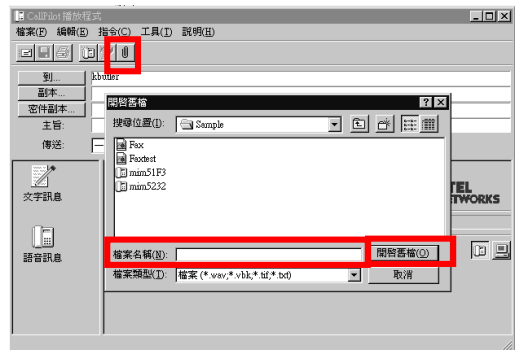 CallPilot 播放程式
檔案(F) 編輯(E) 指令(C) 工具(T) 說明(H)
到... kbutler
副本...
密件副本...
主旨:
傳送:
開啓舊檔
搜尋位置(I): Sample
Fax
Faxtest
mim51F3
mim5232
檔案名稱(N): 開啓舊檔(O)
檔案類型(T): 檔案 (*.wav;*.vbk;*.tif;*.txt) 取消
文字訊息
語音訊息
TEL
TWORKS